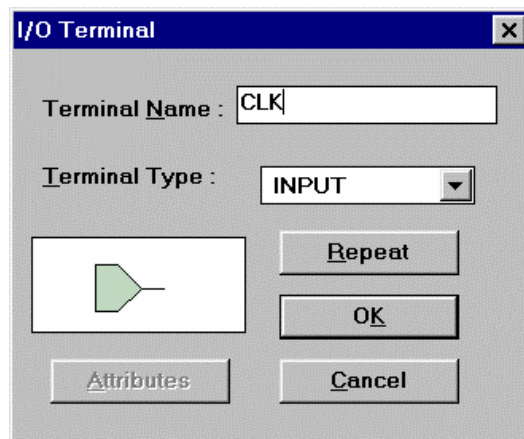 I/O Terminal
Terminal Name : CLK
Terminal Type : INPUT
Repeat
OK
Attributes Cancel